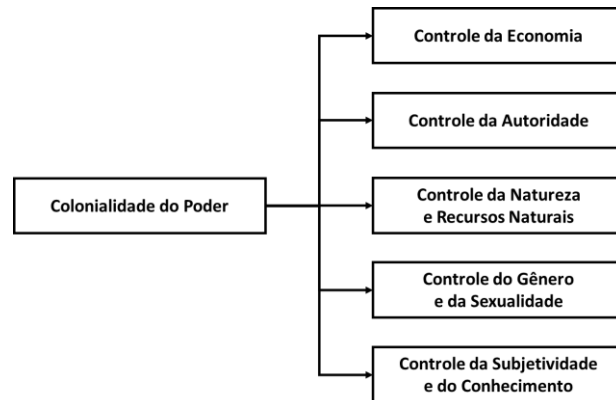 Controle da Economia
Controle da Autoridade
Colonialidade do Poder
Controle da Natureza
e Recursos Naturais
Controle do Gênero
e da Sexualidade
Controle da Subjetividade
e do Conhecimento